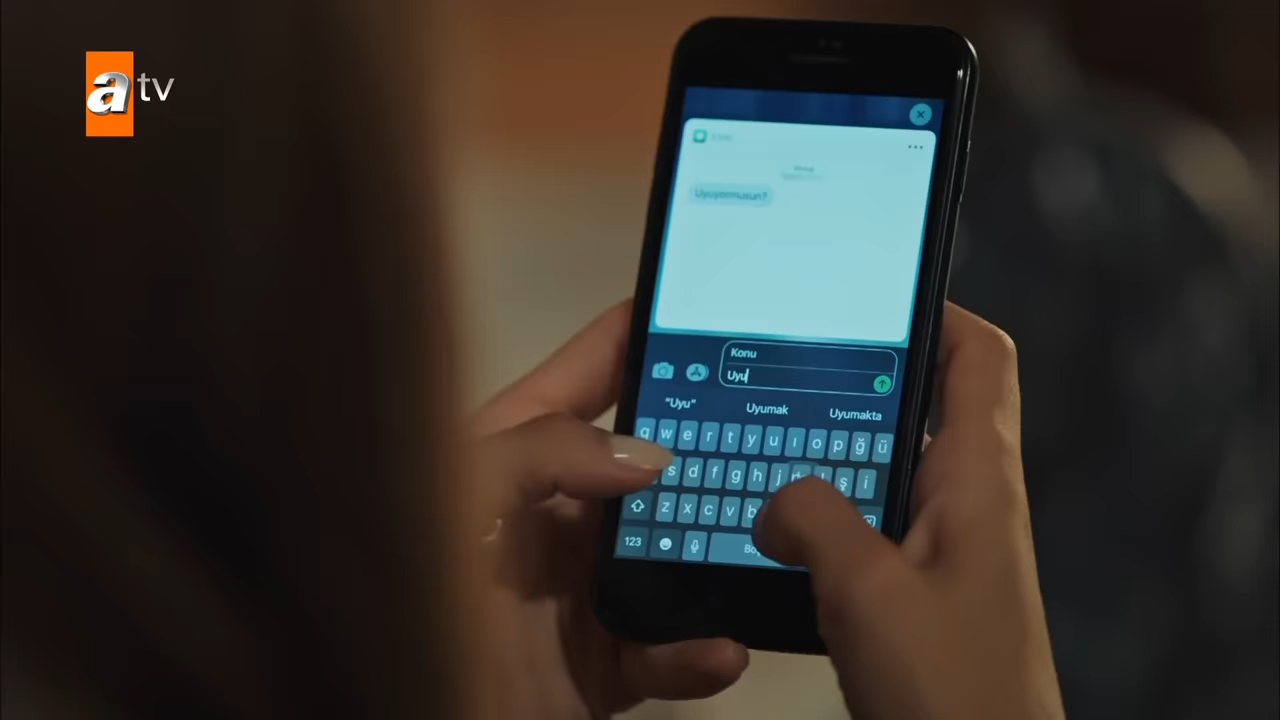 atv
Uyuyormusun?
Konu
Uyu
"Uyu" Uyumak Uyumakta
q w e r t y u ı o p ğ ü
s d f g h j ş i
z x c v b
123